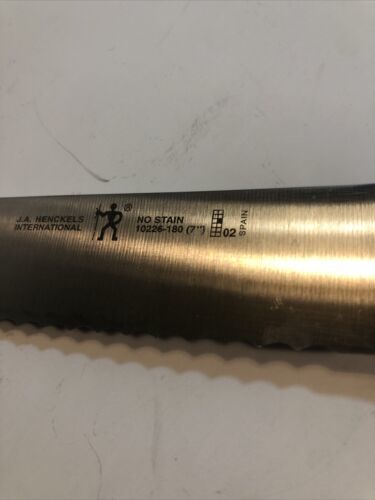 J.A. HENCKELS
INTERNATIONAL
®
NO STAIN
10226-180 (7")
02
SPAIN